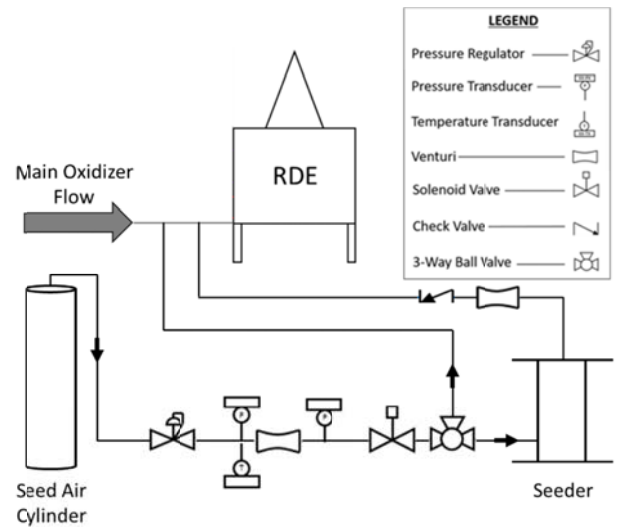 LEGEND
Pressure Regulator
Pressure Transducer
Temperature Transducer
Venturi
Solenoid Valve
Check Valve
3-Way Ball Valve
RDE
Main Oxidizer
Flow
P
P
T
Seed Air
Cylinder
Seeder